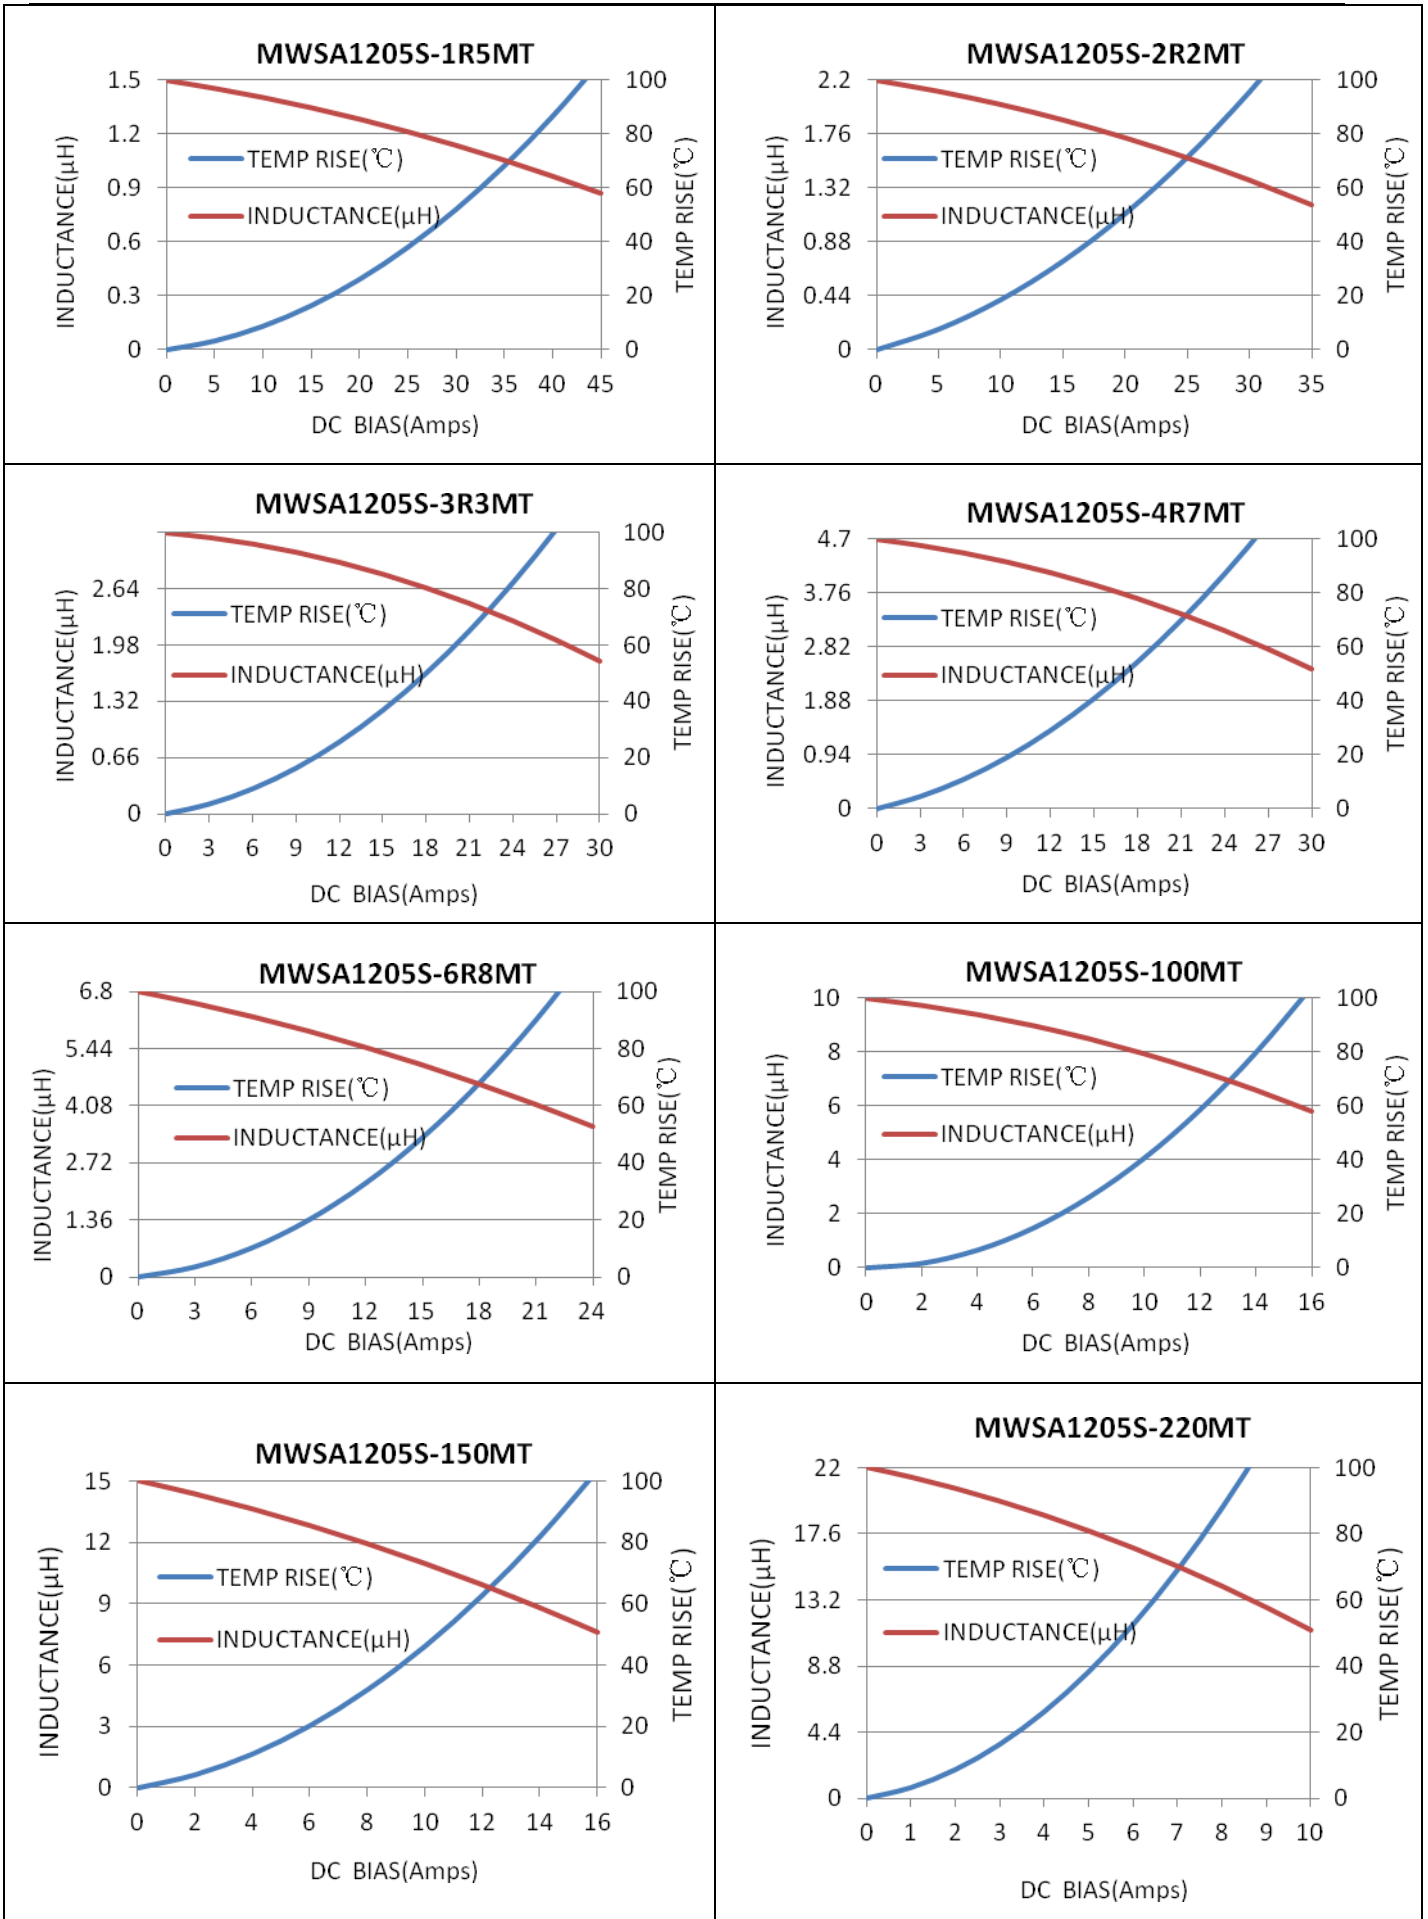 MWSA1205S-1R5MT
1.5 100
1.2 80
0.9 60
0.6 40
0.3 20
0 0
INDUCTANCE(μH)
TEMP RISE(℃)
INDUCTANCE(μH)
TEMP RISE(℃)
0 5 10 15 20 25 30 35 40 45
DC BIAS(Amps)
MWSA1205S-2R2MT
2.2 100
1.76 80
1.32 60
0.88 40
0.44 20
0 0
INDUCTANCE(μH)
TEMP RISE(℃)
INDUCTANCE(μH)
TEMP RISE(℃)
0 5 10 15 20 25 30 35
DC BIAS(Amps)
MWSA1205S-3R3MT
100
2.64 80
1.98 60
1.32 40
0.66 20
0 0
INDUCTANCE(μH)
TEMP RISE(℃)
INDUCTANCE(μH)
TEMP RISE(℃)
0 3 6 9 12 15 18 21 24 27 30
DC BIAS(Amps)
MWSA1205S-4R7MT
4.7 100
3.76 80
2.82 60
1.88 40
0.94 20
0 0
INDUCTANCE(μH)
TEMP RISE(℃)
INDUCTANCE(μH)
TEMP RISE(℃)
0 3 6 9 12 15 18 21 24 27 30
DC BIAS(Amps)
MWSA1205S-6R8MT
6.8 100
5.44 80
4.08 60
2.72 40
1.36 20
0 0
INDUCTANCE(μH)
TEMP RISE(℃)
INDUCTANCE(μH)
TEMP RISE(℃)
0 3 6 9 12 15 18 21 24
DC BIAS(Amps)
MWSA1205S-100MT
10 100
8 80
6 60
4 40
2 20
0 0
INDUCTANCE(μH)
TEMP RISE(℃)
INDUCTANCE(μH)
TEMP RISE(℃)
0 2 4 6 8 10 12 14 16
DC BIAS(Amps)
MWSA1205S-150MT
15 100
12 80
9 60
6 40
3 20
0 0
INDUCTANCE(μH)
TEMP RISE(℃)
INDUCTANCE(μH)
TEMP RISE(℃)
0 2 4 6 8 10 12 14 16
DC BIAS(Amps)
MWSA1205S-220MT
22 100
17.6 80
13.2 60
8.8 40
4.4 20
0 0
INDUCTANCE(μH)
TEMP RISE(℃)
INDUCTANCE(μH)
TEMP RISE(℃)
0 1 2 3 4 5 6 7 8 9 10
DC BIAS(Amps)